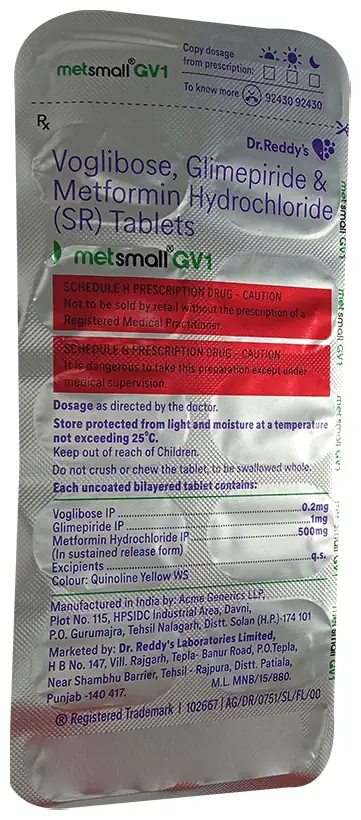 metsmall® GV1
Copy dosage
from prescription:
To know more 92430 92430
Rx
Dr.Reddy's
Voglibose, Glimepiride &
Metformin Hydrochloride
(SR) Tablets
metsmall® GV1
SCHEDULE H PRESCRIPTION DRUG - CAUTION
Not to be sold by retail without the prescription of a
Registered Medical Practitioner.
SCHEDULE G PRESCRIPTION DRUG - CAUTION
It is dangerous to take this preparation except under
medical supervision.
Dosage as directed by the doctor.
Store protected from light and moisture at a temperature
not exceeding 25°C.
Keep out of reach of Children.
Do not crush or chew the tablet, to be swallowed whole.
Each uncoated bilayered tablet contains:
Voglibose IP ... 0.2mg
Glimepiride IP ... 1mg
Metformin Hydrochloride IP ... 500mg
(In sustained release form)
Excipients ... q.s.
Colour: Quinoline Yellow WS
Manufactured in India by: Acme Generics LLP,
Plot No. 115, HPSIDC Industrial Area, Davni,
P.O. Gurumajra, Tehsil Nalagarh, Distt. Solan (H.P.)-174 101
Marketed by: Dr. Reddy's Laboratories Limited,
H B No. 147, Vill. Rajgarh, Tepla- Banur Road, P.O.Tepla,
Near Shambhu Barrier, Tehsil - Rajpura, Distt. Patiala,
Punjab -140 417. M.L. MNB/15/880.
® Registered Trademark | 102667 | AG/DR/0751/SL/FL/00
metsmall GV1
metsmall GV1
metsmall GV1